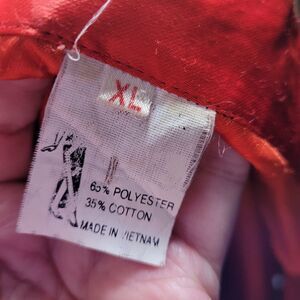 XL
65% POLYESTER
35% COTTON
MADE IN VIETNAM